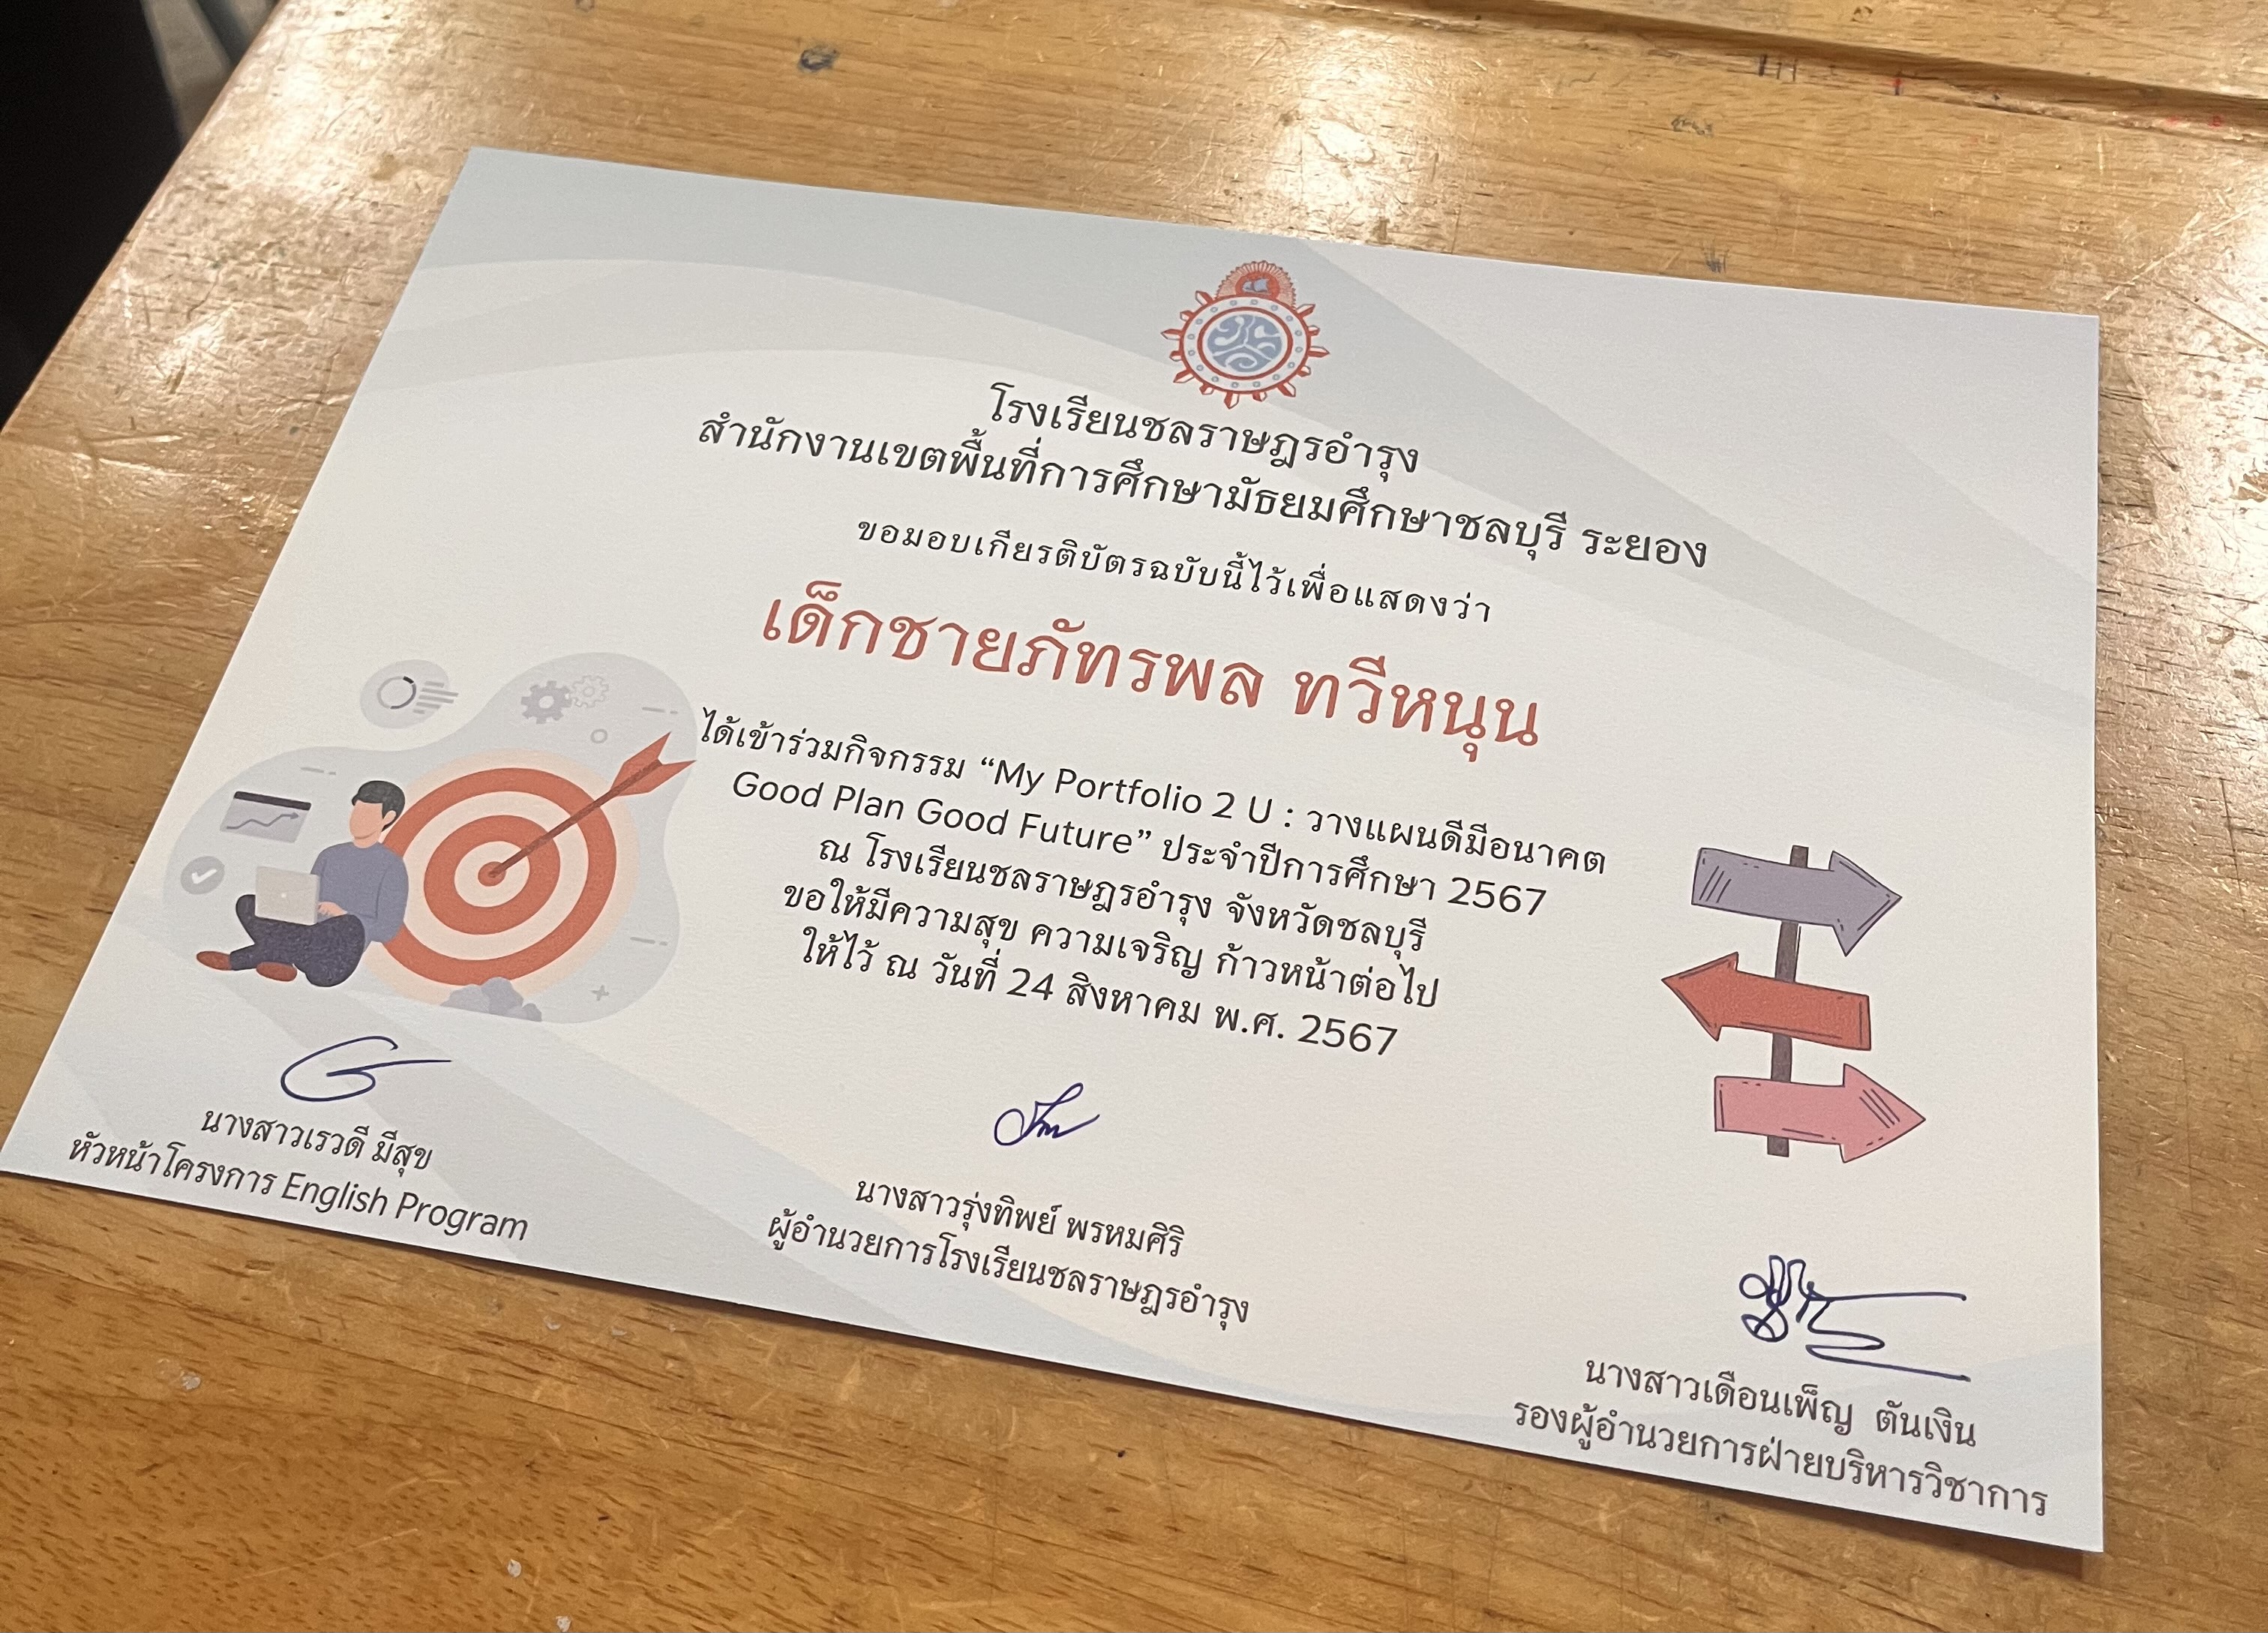 โรงเรียนชลราษฎรอำรุง
สำนักงานเขตพื้นที่การศึกษามัธยมศึกษาชลบุรี ระยอง
ขอมอบเกียรติบัตรฉบับนี้ไว้เพื่อแสดงว่า
เด็กชายภัทรพล ทวีหนุน
ได้เข้าร่วมกิจกรรม “My Portfolio 2 U : วางแผนดีมีอนาคต
Good Plan Good Future” ประจำปีการศึกษา 2567
ณ โรงเรียนชลราษฎรอำรุง จังหวัดชลบุรี
ขอให้มีความสุข ความเจริญ ก้าวหน้าต่อไป
ให้ไว้ ณ วันที่ 24 สิงหาคม พ.ศ. 2567
นางสาวเรวดี มีสุข
หัวหน้าโครงการ English Program
นางสาวรุ่งทิพย์ พรหมศิริ
ผู้อำนวยการโรงเรียนชลราษฎรอำรุง
นางสาวเดือนเพ็ญ ตันเงิน
รองผู้อำนวยการฝ่ายบริหารวิชาการ